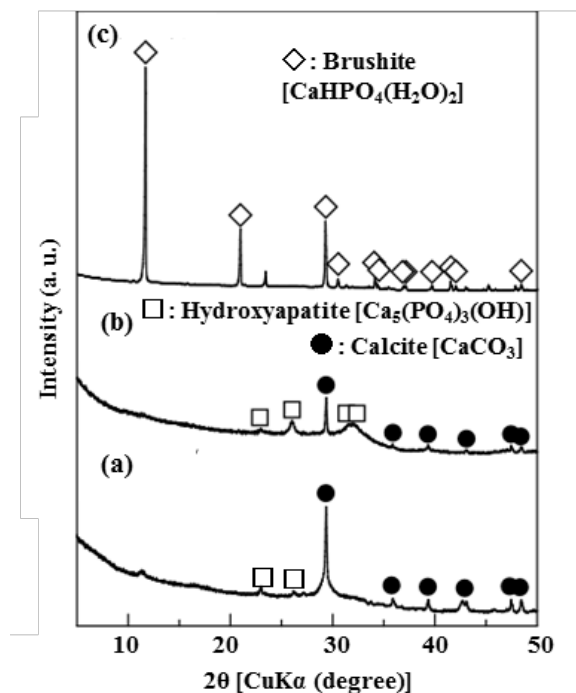 (c)
◇: Brushite
[CaHPO₄(H₂O)₂]
□: Hydroxyapatite [Ca₅(PO₄)₃(OH)]
(b)
●: Calcite [CaCO₃]
(a)
Intensity (a. u.)
10 20 30 40 50
2θ [CuKα (degree)]